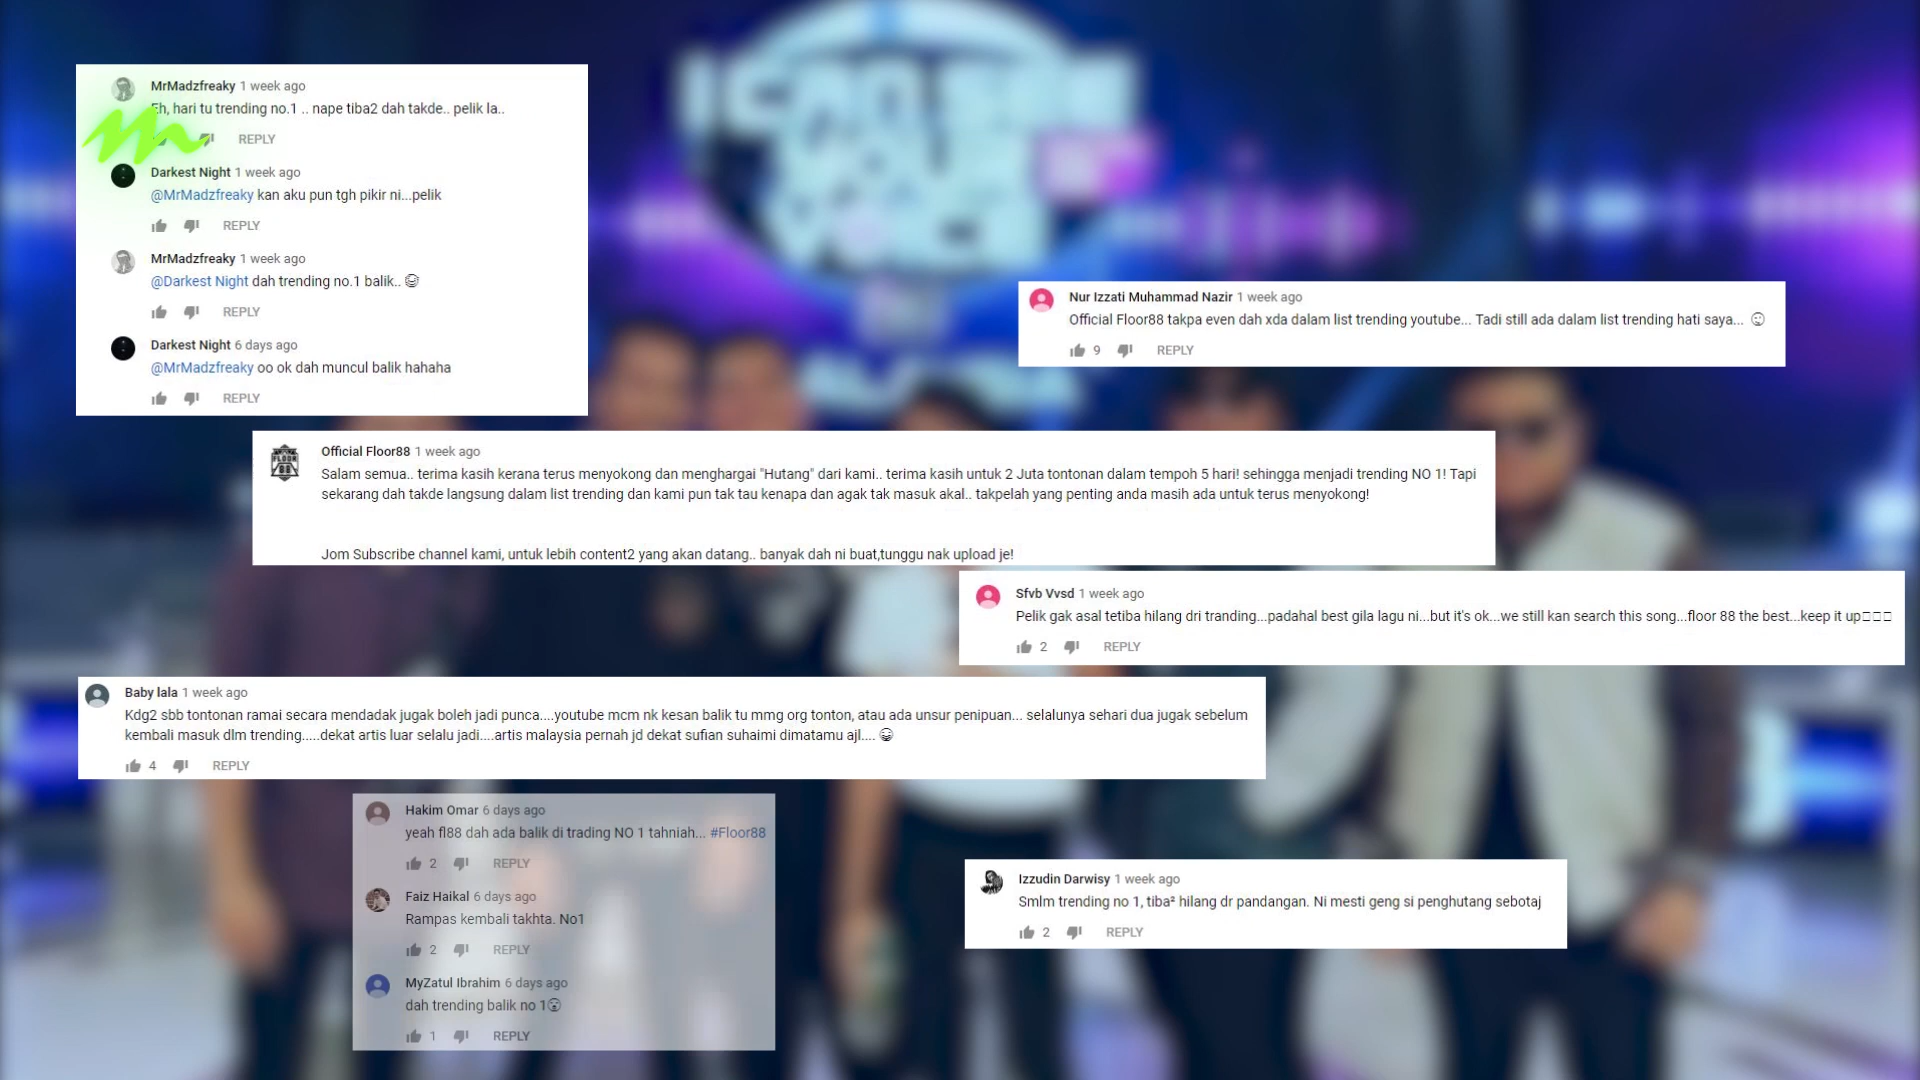 MrMadzfreaky 1 week ago
Eh, hari tu trending no.1 .. nape tiba2 dah takde.. pelik la..
REPLY
Darkest Night 1 week ago
@MrMadzfreaky kan aku pun tgh pikir ni...pelik
REPLY
MrMadzfreaky 1 week ago
@Darkest Night dah trending no.1 balik..
REPLY
Darkest Night 6 days ago
@MrMadzfreaky oo ok dah muncul balik hahaha
REPLY
Nur Izzati Muhammad Nazir 1 week ago
Official Floor88 takpa even dah xda dalam list trending youtube... Tadi still ada dalam list trending hati saya...
9 REPLY
FLOOR
88
Official Floor88 1 week ago
Salam semua.. terima kasih kerana terus menyokong dan menghargai "Hutang" dari kami.. terima kasih untuk 2 Juta tontonan dalam tempoh 5 hari! sehingga menjadi trending NO 1! Tapi
sekarang dah takde langsung dalam list trending dan kami pun tak tau kenapa dan agak tak masuk akal.. takpelah yang penting anda masih ada untuk terus menyokong!
Jom Subscribe channel kami, untuk lebih content2 yang akan datang.. banyak dah ni buat,tunggu nak upload je!
Sfvb Vvsd 1 week ago
Pelik gak asal tetiba hilang dri tranding...padahal best gila lagu ni...but it's ok...we still kan search this song...floor 88 the best...keep it up□□□
2 REPLY
Baby lala 1 week ago
Kdg2 sbb tontonan ramai secara mendadak jugak boleh jadi punca....youtube mcm nk kesan balik tu mmg org tonton, atau ada unsur penipuan... selalunya sehari dua jugak sebelum
kembali masuk dlm trending.....dekat artis luar selalu jadi....artis malaysia pernah jd dekat sufian suhaimi dimatamu ajl....
4 REPLY
Hakim Omar 6 days ago
yeah fl88 dah ada balik di trading NO 1 tahniah... #Floor88
2 REPLY
Faiz Haikal 6 days ago
Rampas kembali takhta. No1
2 REPLY
MyZatul Ibrahim 6 days ago
dah trending balik no 1
1 REPLY
Izzudin Darwisy 1 week ago
Smlm trending no 1, tiba² hilang dr pandangan. Ni mesti geng si penghutang sebotaj
2 REPLY